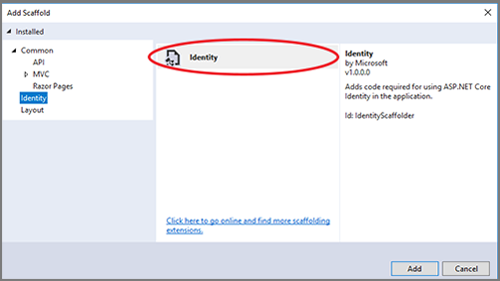 Add Scaffold
Installed
Common
API
MVC
Razor Pages
Identity
Layout
Identity
Click here to go online and find more scaffolding
extensions.
Identity
by Microsoft
v1.0.0.0
Adds code required for using ASP.NET Core
Identity in the application.
Id: IdentityScaffolder
Add
Cancel